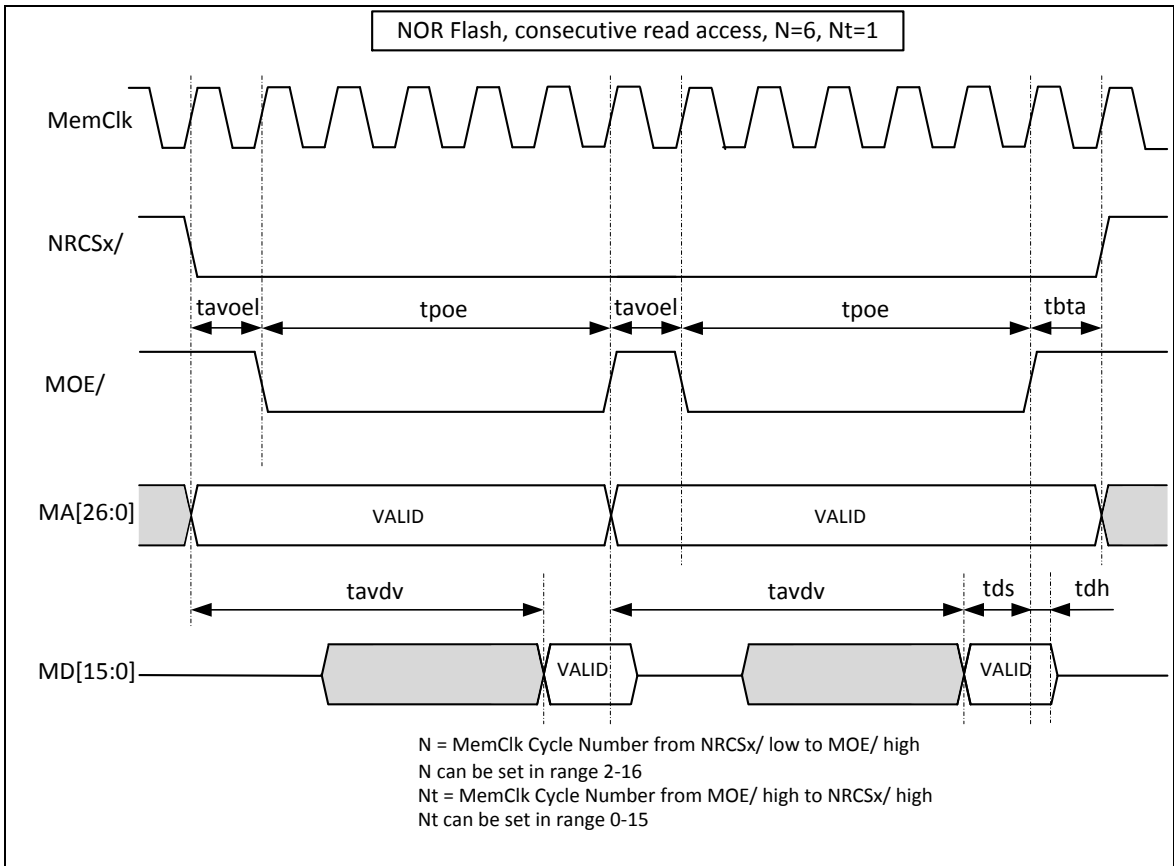 NOR Flash, consecutive read access, N=6, Nt=1
MemClk
NRCSx/
tavoel tpoe tavoel tpoe tbta
MOE/
MA[26:0] VALID VALID
tavdv tavdv tds tdh
MD[15:0] VALID VALID
N = MemClk Cycle Number from NRCSx/ low to MOE/ high
N can be set in range 2-16
Nt = MemClk Cycle Number from MOE/ high to NRCSx/ high
Nt can be set in range 0-15